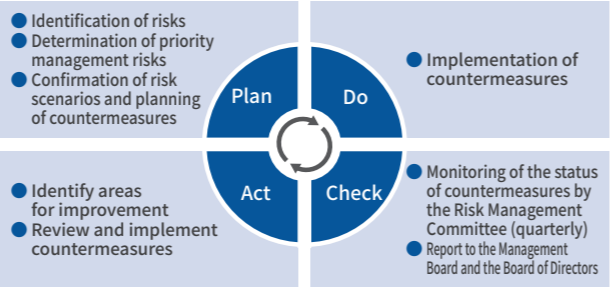 ● Identification of risks
● Determination of priority
management risks
● Confirmation of risk
scenarios and planning
of countermeasures
Plan
Do
● Implementation of
countermeasures
● Identify areas
for improvement
● Review and implement
countermeasures
Act
Check
● Monitoring of the status
of countermeasures by
the Risk Management
Committee (quarterly)
● Report to the Management
Board and the Board of Directors